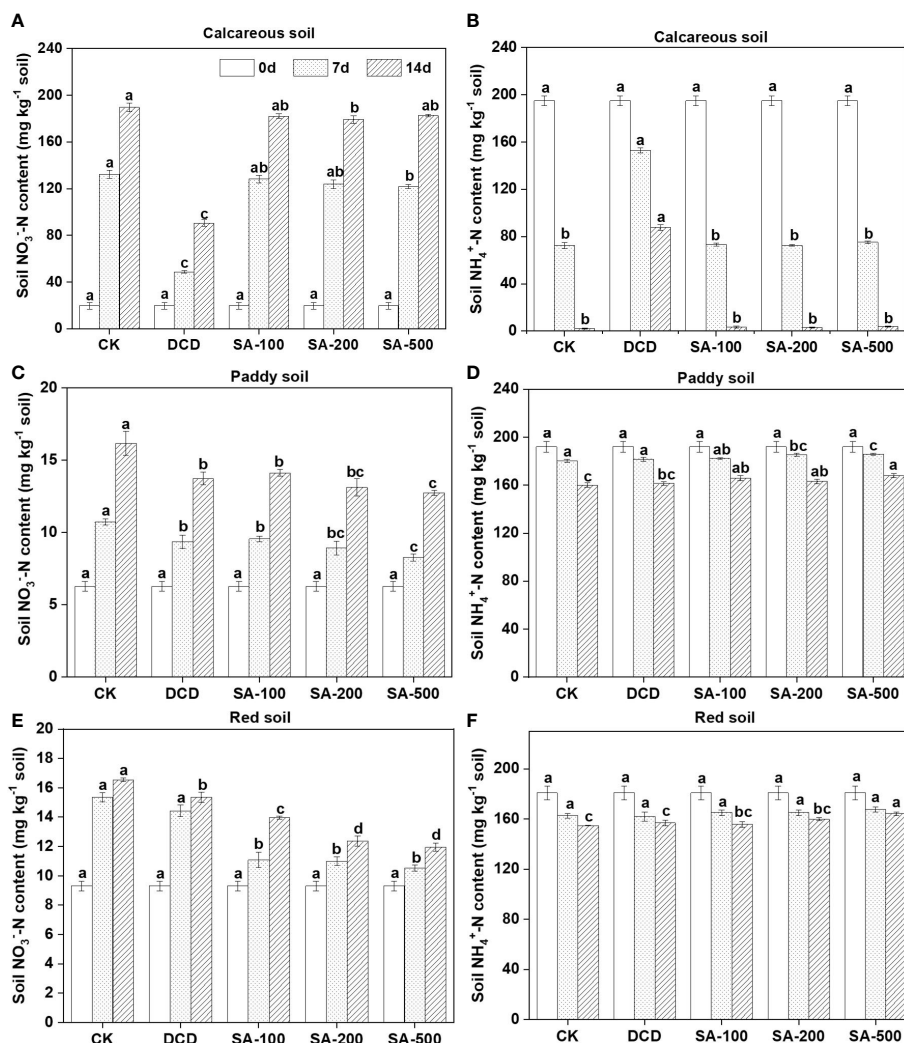 A
Calcareous soil
0d 7d 14d
Soil NO₃⁻-N content (mg kg⁻¹ soil)
240
200
160
120
80
40
0
a a a
a c c
a ab ab
a ab b
a b ab
CK DCD SA-100 SA-200 SA-500
B
Calcareous soil
Soil NH₄⁺-N content (mg kg⁻¹ soil)
240
200
160
120
80
40
0
a b b
a a a
a b b
a b b
a b b
CK DCD SA-100 SA-200 SA-500
C
Paddy soil
Soil NO₃⁻-N content (mg kg⁻¹ soil)
20
15
10
5
0
a a a
a b b
a b b
a bc bc
a c c
CK DCD SA-100 SA-200 SA-500
D
Paddy soil
Soil NH₄⁺-N content (mg kg⁻¹ soil)
240
200
160
120
80
40
0
a a c
a a bc
a ab ab
a bc ab
a c a
CK DCD SA-100 SA-200 SA-500
E
Red soil
Soil NO₃⁻-N content (mg kg⁻¹ soil)
20
18
16
14
12
10
8
6
4
2
0
a a a
a a b
a b c
a b d
a b d
CK DCD SA-100 SA-200 SA-500
F
Red soil
Soil NH₄⁺-N content (mg kg⁻¹ soil)
200
160
120
80
40
0
a a c
a a c
a a bc
a a bc
a a a
CK DCD SA-100 SA-200 SA-500